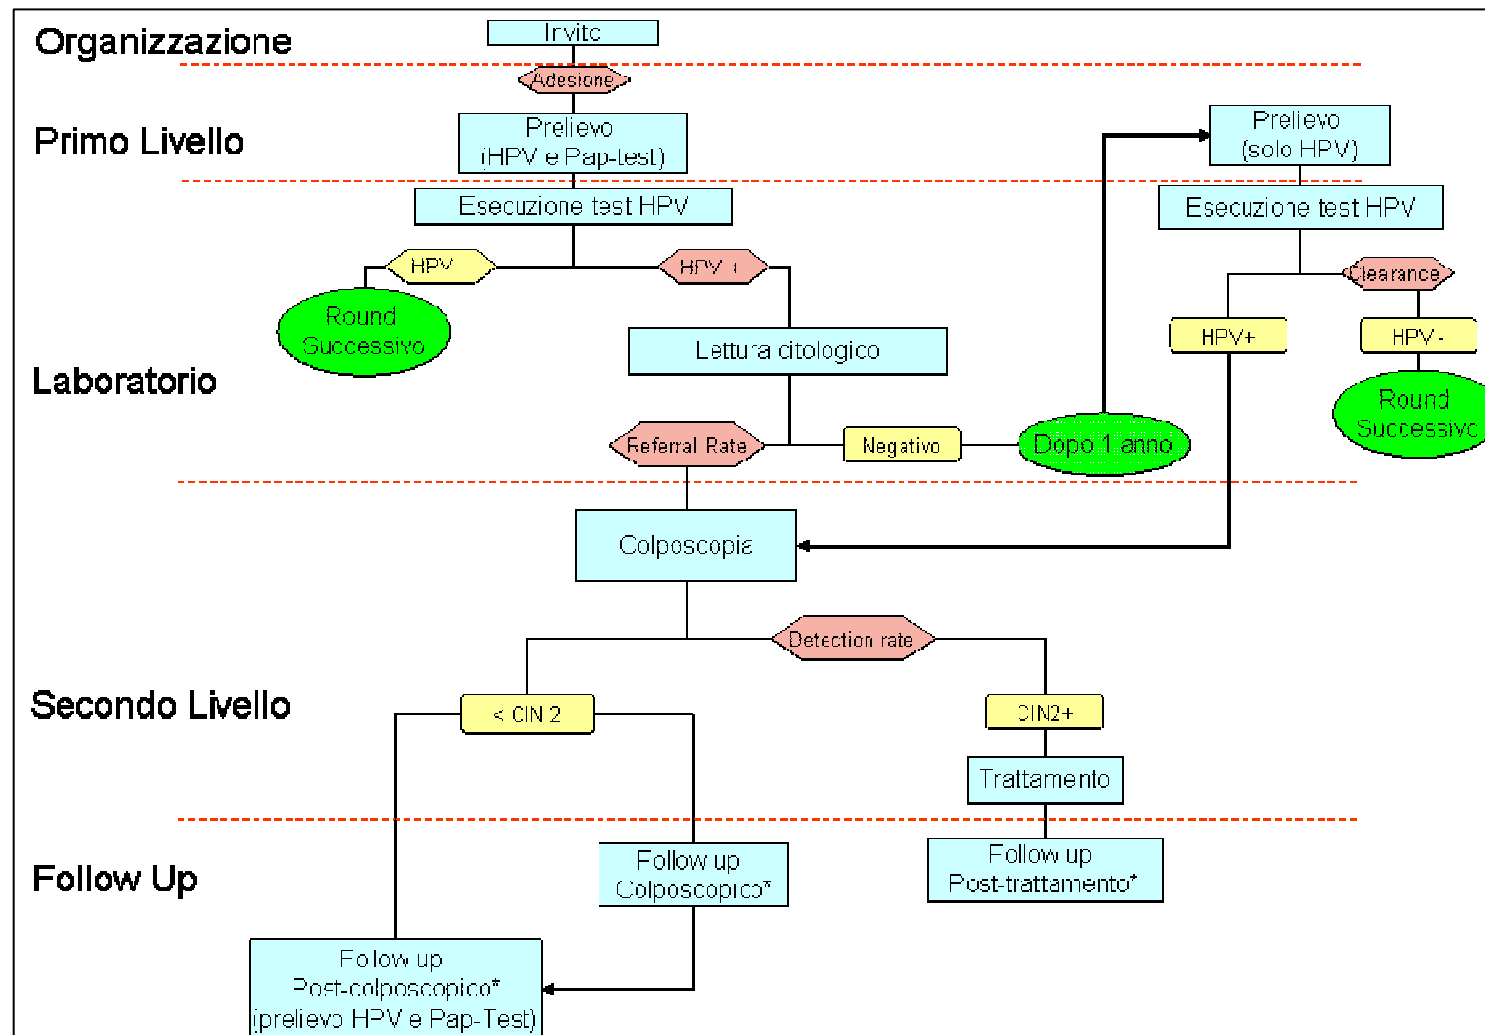 Organizzazione
Invito
Adesione
Primo Livello
Prelievo
(HPV e Pap-test)
Prelievo
(solo HPV)
Esecuzione test HPV
Esecuzione test HPV
HPV
HPV +
Clearance
Round
Successivo
HPV+
HPV-
Lettura citologico
Laboratorio
Round
Successivo
Referral Rate
Negativo
Dopo 1 anno
Colposcopia
Detection rate
Secondo Livello
< CIN 2
CIN2+
Trattamento
Follow Up
Follow up
Colposcopico*
Follow up
Post-trattamento*
Follow up
Post-colposcopico*
(prelievo HPV e Pap-Test)